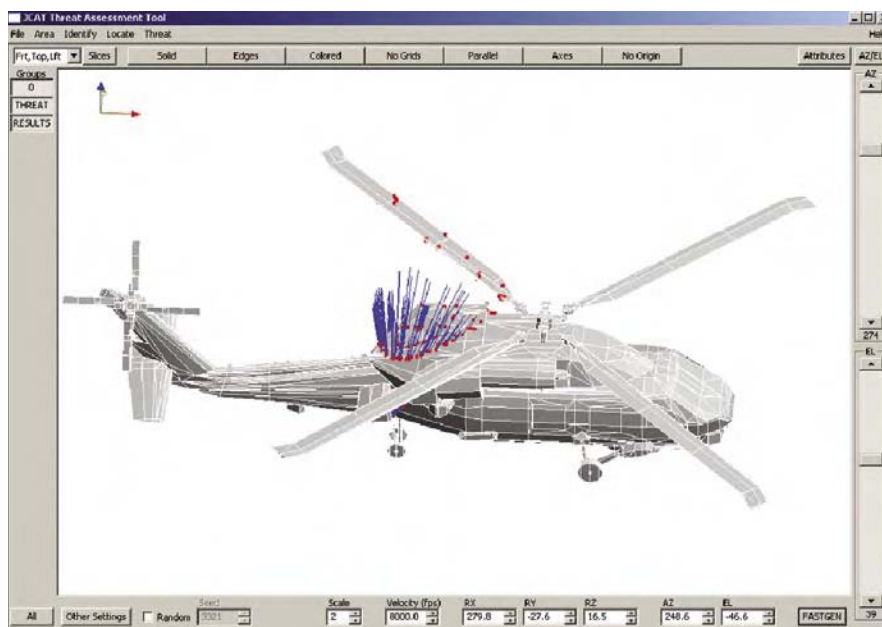 JCAT Threat Assessment Tool
File Area Identify Locate Threat Hel
Frt,Top,Lft Slices Solid Edges Colored No Grids Parallel Axes No Origin Attributes AZ/EL
Groups
0
THREAT
RESULTS
AZ
274
EL
39
Seed Scale Velocity (fps) RX RY RZ AZ EL
All Other Settings Random 3321 2 8000.0 279.8 -27.6 16.5 248.6 -46.6 FASTGEN